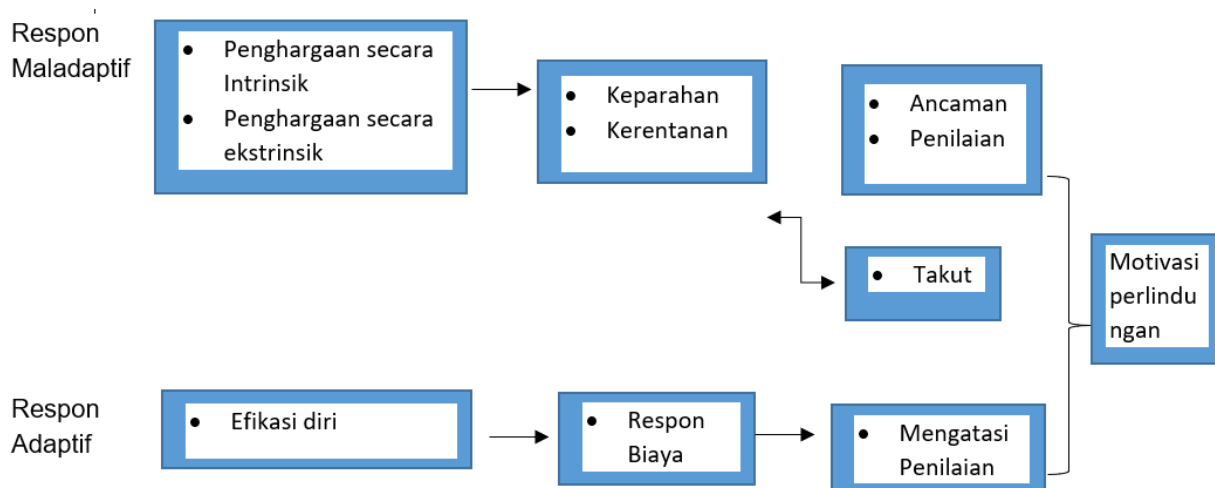 Respon
Maladaptif
• Penghargaan secara
Intrinsik
• Penghargaan secara
ekstrinsik
• Keparahan
• Kerentanan
• Ancaman
• Penilaian
• Takut
Motivasi
perlindu
ngan
Respon
Adaptif
• Efikasi diri
• Respon
Biaya
• Mengatasi
Penilaian